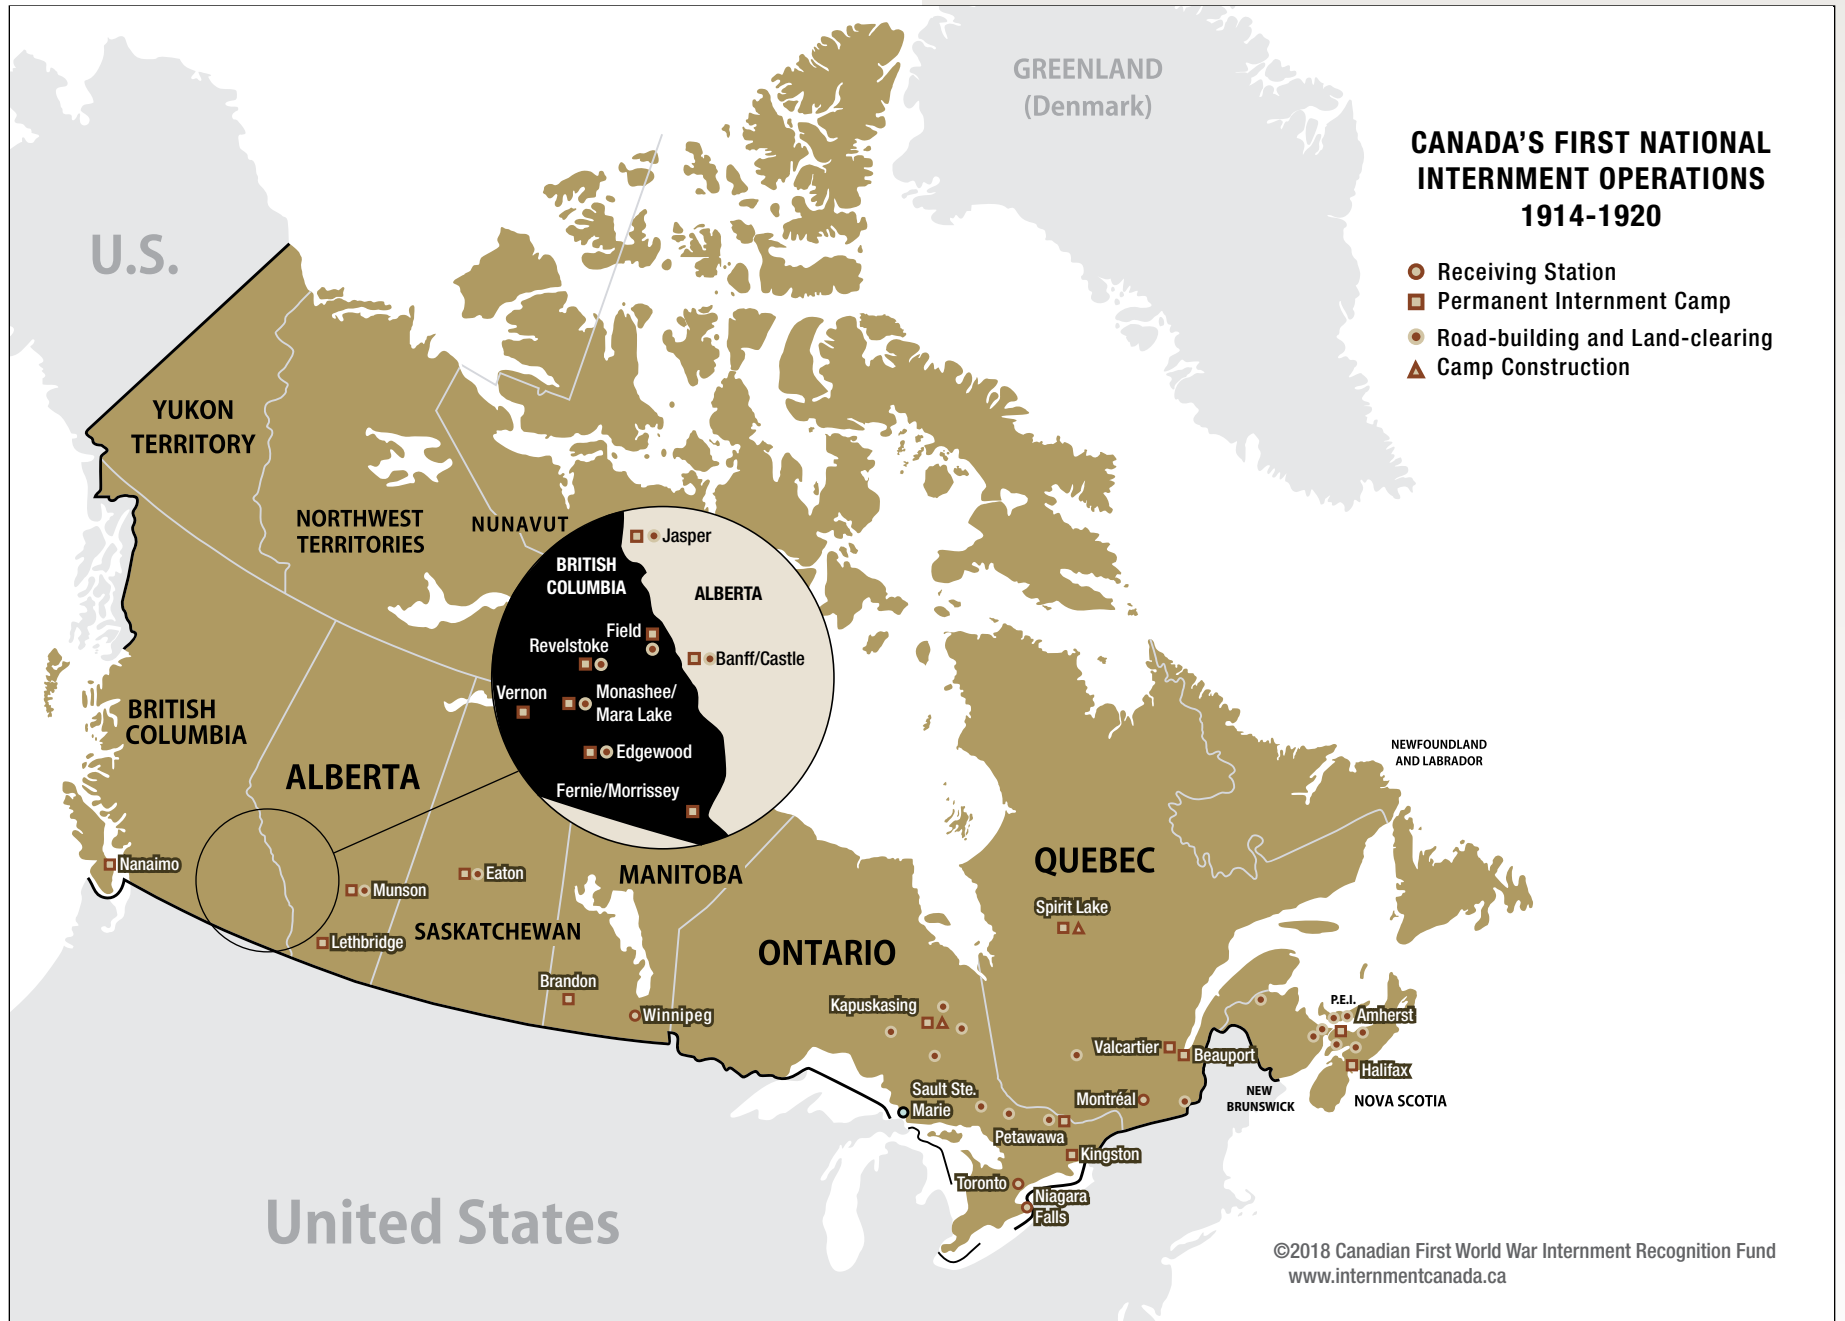 GREENLAND
(Denmark)
CANADA'S FIRST NATIONAL
INTERNMENT OPERATIONS
1914-1920
Receiving Station
Permanent Internment Camp
Road-building and Land-clearing
Camp Construction
U.S.
YUKON
TERRITORY
NORTHWEST
TERRITORIES
NUNAVUT
Jasper
BRITISH
COLUMBIA
ALBERTA
Field
Revelstoke
Banff/Castle
Vernon
Monashee/
Mara Lake
Edgewood
Fernie/Morrissey
BRITISH
COLUMBIA
ALBERTA
NEWFOUNDLAND
AND LABRADOR
Nanaimo
Munson
Eaton
MANITOBA
QUEBEC
Lethbridge
SASKATCHEWAN
Spirit Lake
ONTARIO
Brandon
Winnipeg
Kapuskasing
P.E.I.
Amherst
Valcartier
Beauport
Halifax
Sault Ste.
Marie
Montréal
NEW
BRUNSWICK
NOVA SCOTIA
Petawawa
Kingston
Toronto
Niagara
Falls
United States
©2018 Canadian First World War Internment Recognition Fund
www.internmentcanada.ca